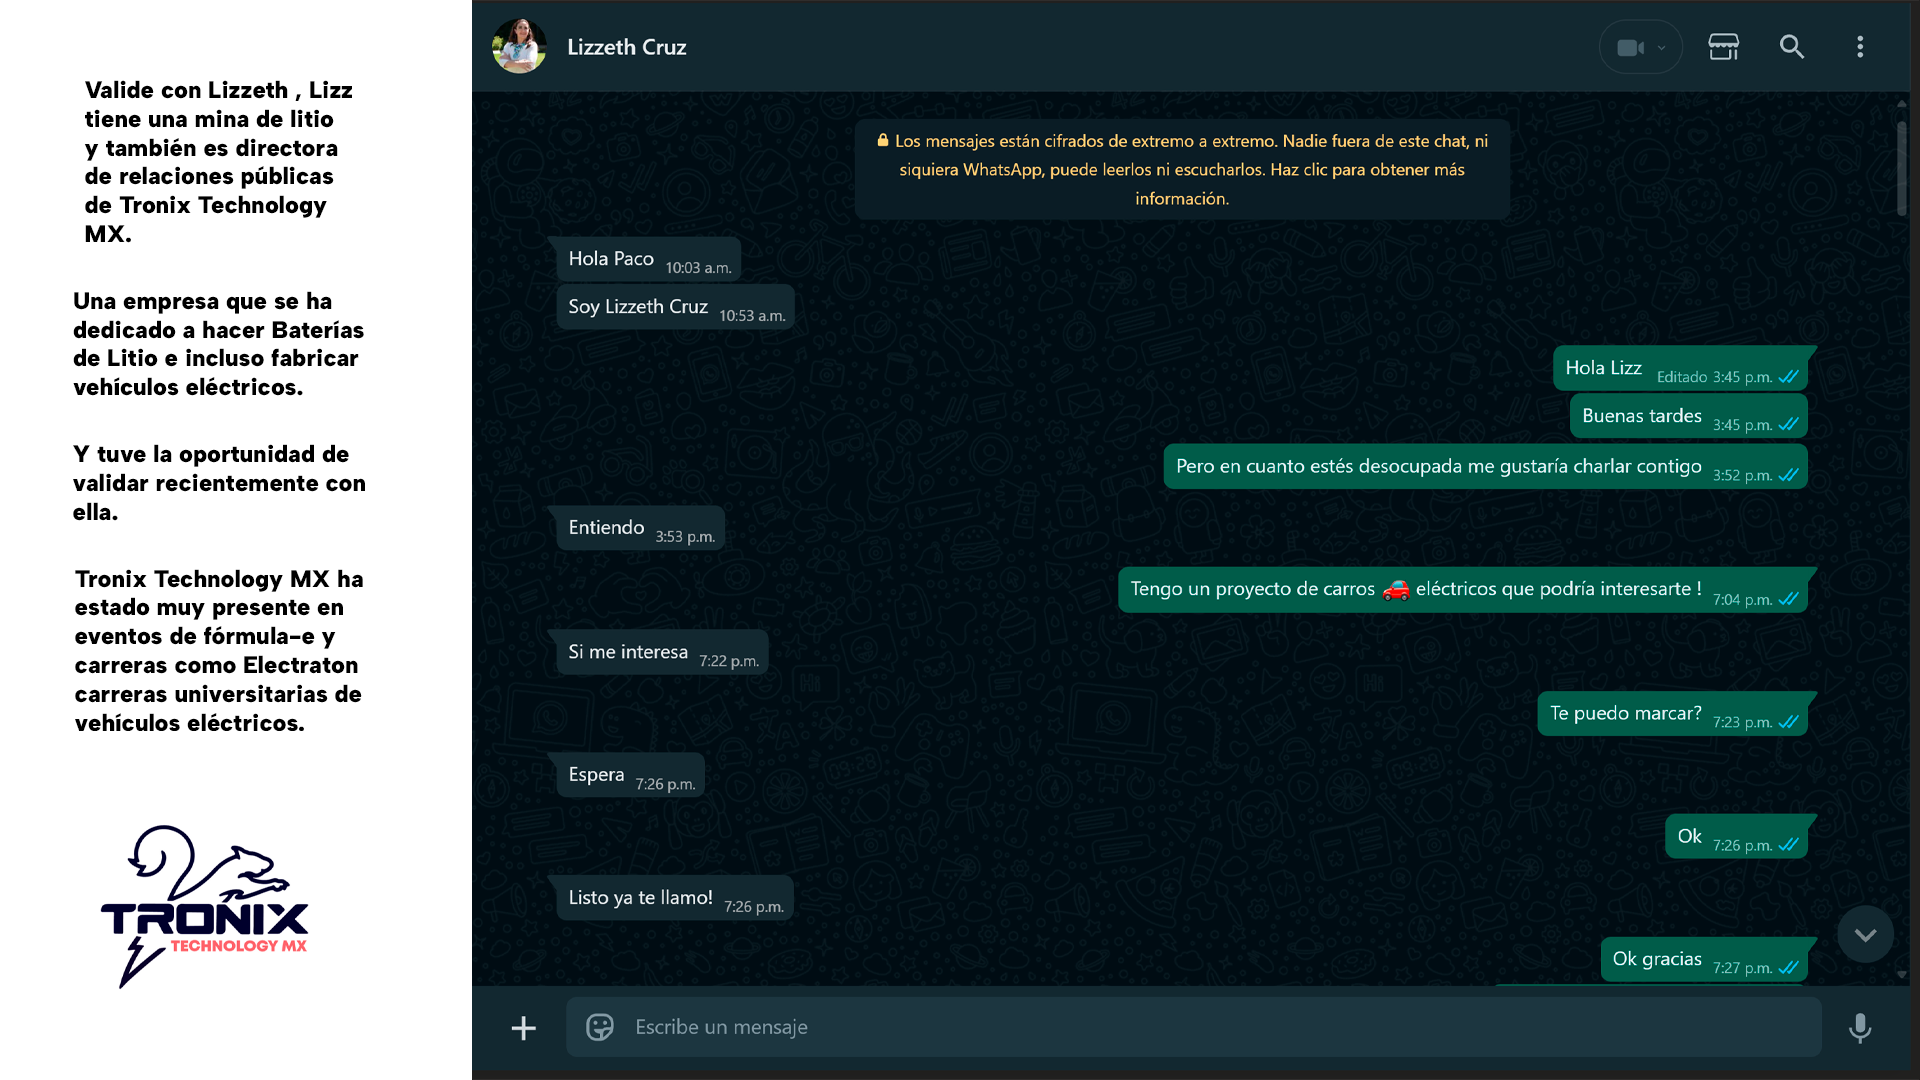 Valide con Lizzeth , Lizz
tiene una mina de litio
y también es directora
de relaciones públicas
de Tronix Technology
MX.
Una empresa que se ha
dedicado a hacer Baterías
de Litio e incluso fabricar
vehículos eléctricos.
Y tuve la oportunidad de
validar recientemente con
ella.
Tronix Technology MX ha
estado muy presente en
eventos de fórmula-e y
carreras como Electraton
carreras universitarias de
vehículos eléctricos.
TRONIX
TECHNOLOGY MX
Lizzeth Cruz
Los mensajes están cifrados de extremo a extremo. Nadie fuera de este chat, ni
siquiera WhatsApp, puede leerlos ni escucharlos. Haz clic para obtener más
información.
Hola Paco 10:03 a.m.
Soy Lizzeth Cruz 10:53 a.m.
Hola Lizz Editado 3:45 p.m.
Buenas tardes 3:45 p.m.
Pero en cuanto estés desocupada me gustaría charlar contigo 3:52 p.m.
Entiendo 3:53 p.m.
Tengo un proyecto de carros 🚗 eléctricos que podría interesarte ! 7:04 p.m.
Si me interesa 7:22 p.m.
Te puedo marcar? 7:23 p.m.
Espera 7:26 p.m.
Ok 7:26 p.m.
Listo ya te llamo! 7:26 p.m.
Ok gracias 7:27 p.m.
Escribe un mensaje